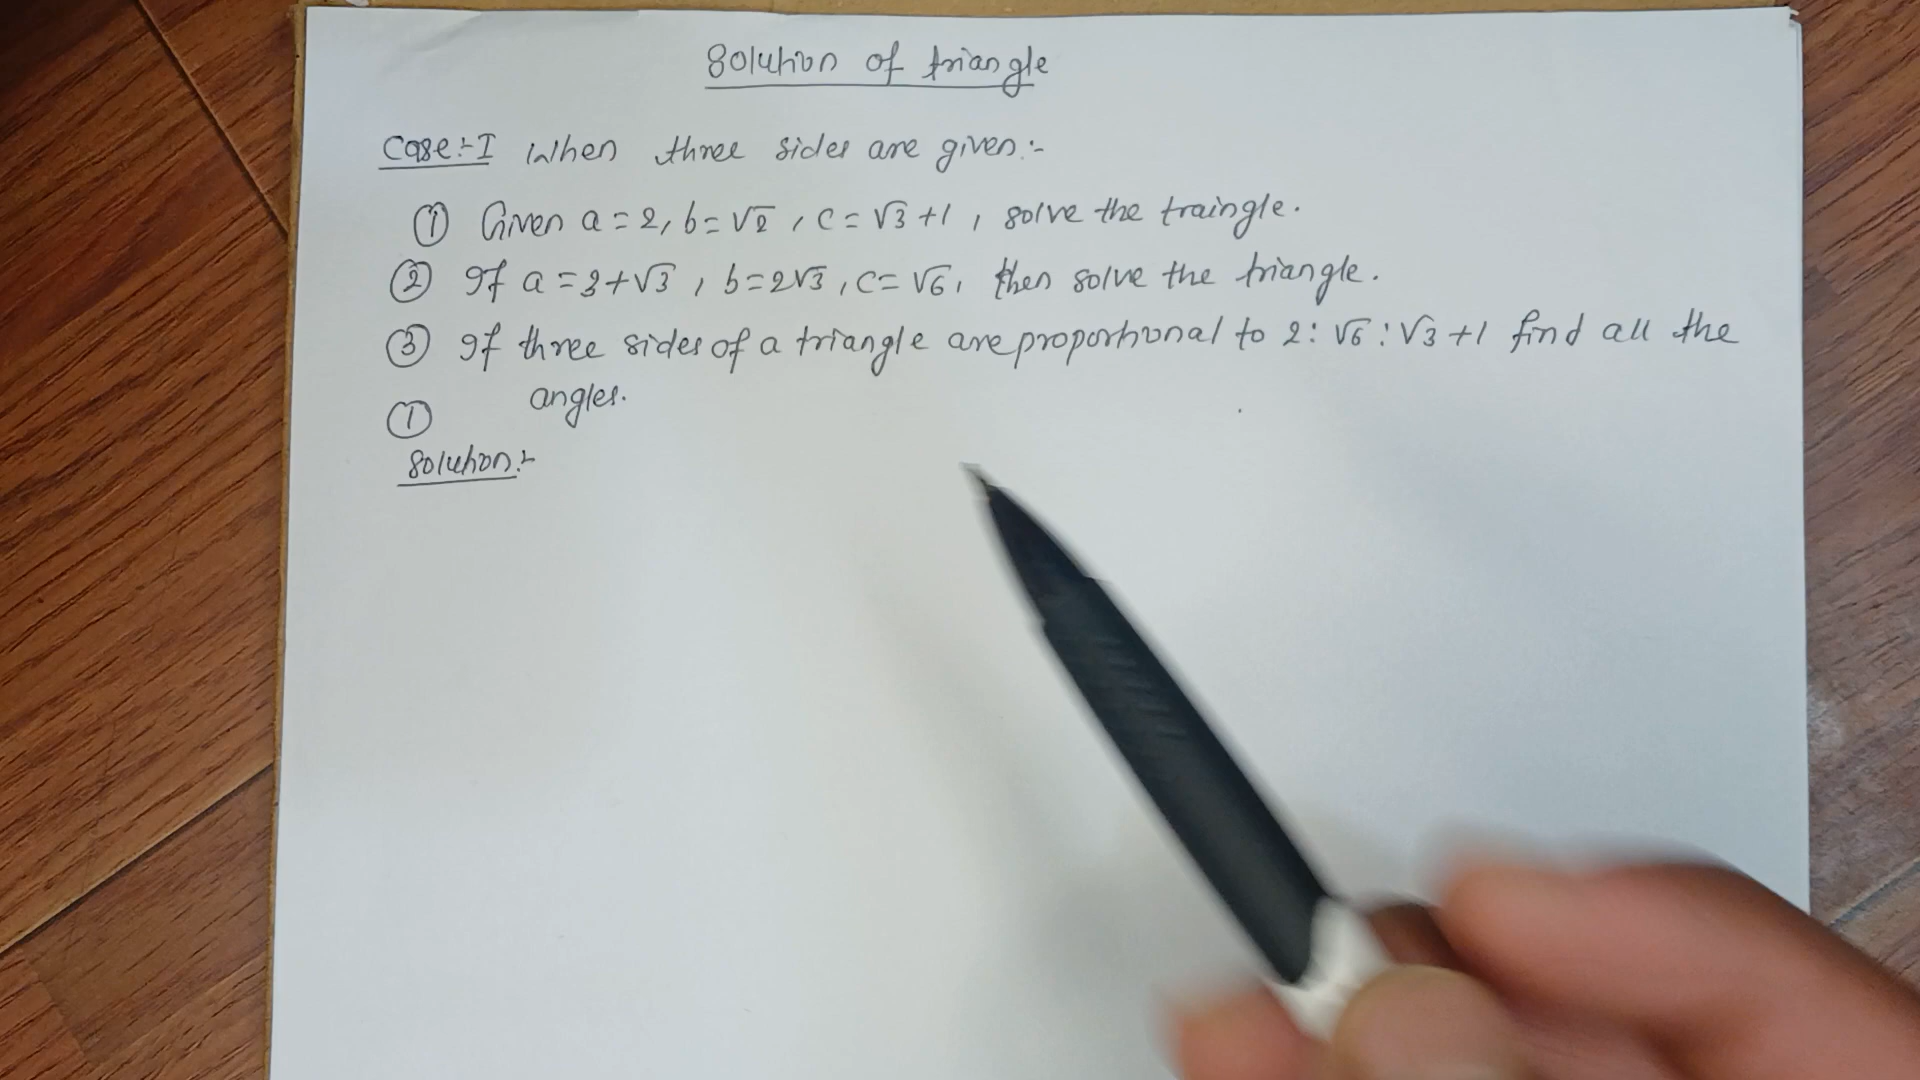 Solution of triangle
Case:-I When three sides are given:-
① Given a = 2, b = √2, c = √3 + 1, solve the traingle.
② If a = 3+√3, b = 2√3, c = √6, then solve the triangle.
③ If three sides of a triangle are proportional to 2 : √6 : √3 + 1 find all the
angles.
①
Solution:-